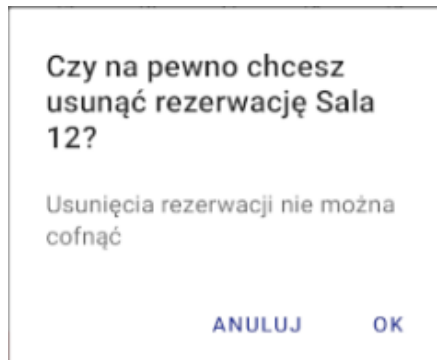 Czy na pewno chcesz
usunąć rezerwację Sala
12?
Usunięcia rezerwacji nie można
cofnąć
ANULUJ OK